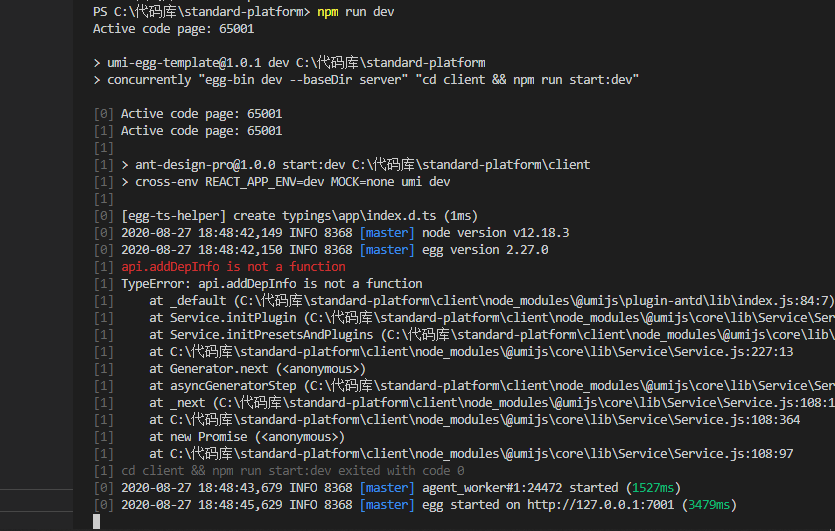 PS C:\代码库\standard-platform> npm run dev
Active code page: 65001
> umi-egg-template@1.0.1 dev C:\代码库\standard-platform
> concurrently "egg-bin dev --baseDir server" "cd client && npm run start:dev"
[0] Active code page: 65001
[1] Active code page: 65001
[1]
[1] > ant-design-pro@1.0.0 start:dev C:\代码库\standard-platform\client
[1] > cross-env REACT_APP_ENV=dev MOCK=none umi dev
[1]
[0] [egg-ts-helper] create typings\app\index.d.ts (1ms)
[0] 2020-08-27 18:48:42,149 INFO 8368 [master] node version v12.18.3
[0] 2020-08-27 18:48:42,150 INFO 8368 [master] egg version 2.27.0
[1] api.addDepInfo is not a function
[1] TypeError: api.addDepInfo is not a function
[1]     at _default (C:\代码库\standard-platform\client\node_modules\@umijs\plugin-antd\lib\index.js:84:7)
[1]     at Service.initPlugin (C:\代码库\standard-platform\client\node_modules\@umijs\core\lib\Service\Ser
[1]     at Service.initPresetsAndPlugins (C:\代码库\standard-platform\client\node_modules\@umijs\core\lib\
[1]     at C:\代码库\standard-platform\client\node_modules\@umijs\core\lib\Service\Service.js:227:13
[1]     at Generator.next (<anonymous>)
[1]     at asyncGeneratorStep (C:\代码库\standard-platform\client\node_modules\@umijs\core\lib\Service\Ser
[1]     at _next (C:\代码库\standard-platform\client\node_modules\@umijs\core\lib\Service\Service.js:108:1
[1]     at C:\代码库\standard-platform\client\node_modules\@umijs\core\lib\Service\Service.js:108:364
[1]     at new Promise (<anonymous>)
[1]     at C:\代码库\standard-platform\client\node_modules\@umijs\core\lib\Service\Service.js:108:97
[1] cd client && npm run start:dev exited with code 0
[0] 2020-08-27 18:48:43,679 INFO 8368 [master] agent_worker#1:24472 started (1527ms)
[0] 2020-08-27 18:48:45,629 INFO 8368 [master] egg started on http://127.0.0.1:7001 (3479ms)